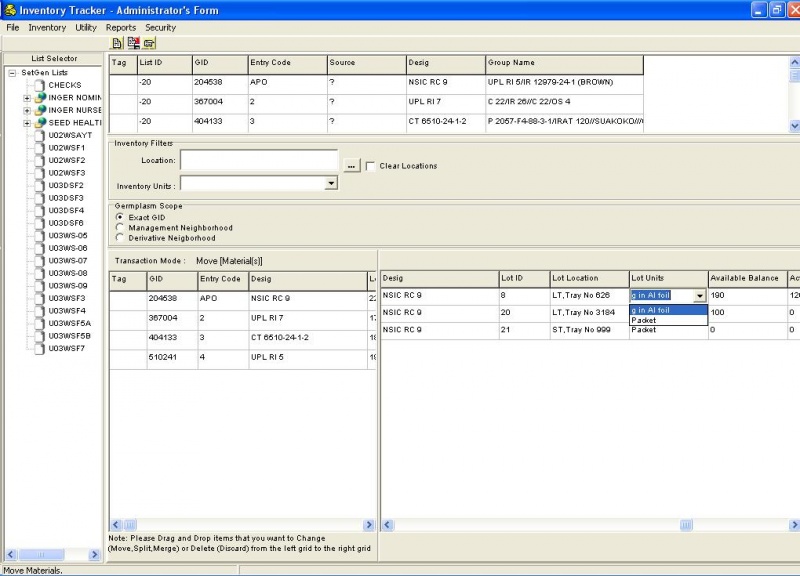 Inventory Tracker - Administrator's Form
File Inventory Utility Reports Security
List Selector
SetGen Lists
CHECKS
INGER NOMIN
INGER NURSE
SEED HEALTI
U02WSAYT
U02WSF1
U02WSF2
U02WSF3
U03DSF2
U03DSF3
U03DSF4
U03DSF6
U03WS-05
U03WS-06
U03WS-07
U03WS-08
U03WS-09
U03WSF3
U03WSF4
U03WSF5A
U03WSF5B
U03WSF7
Tag List ID GID Entry Code Source Desig Group Name
-20 204538 APO ? NSIC RC 9 UPL RI 5/IR 12979-24-1 (BROWN)
-20 367004 2 ? UPL RI 7 C 22/IR 26//C 22/OS 4
-20 404133 3 ? CT 6510-24-1-2 P 2057-F4-88-3-1/IRAT 120//SUAKOKO///
Inventory Filters
Location: ... Clear Locations
Inventory Units :
Germplasm Scope
Exact GID
Management Neighborhood
Derivative Neigborhood
Transaction Mode : Move [Material(s)]
Tag GID Entry Code Desig
204538 APO NSIC RC 9
367004 2 UPL RI 7
404133 3 CT 6510-24-1-2
510241 4 UPL RI 5
Desig Lot ID Lot Location Lot Units Available Balance Ac
NSIC RC 9 8 LT,Tray No 626 g in Al foil 190 120
g in Al foil
NSIC RC 9 20 LT,Tray No 3184 Packet 100 0
NSIC RC 9 21 ST,Tray No 999 Packet 0 0
Note: Please Drag and Drop items that you want to Change
(Move,Split,Merge) or Delete (Discard) from the left grid to the right grid
Move Materials.